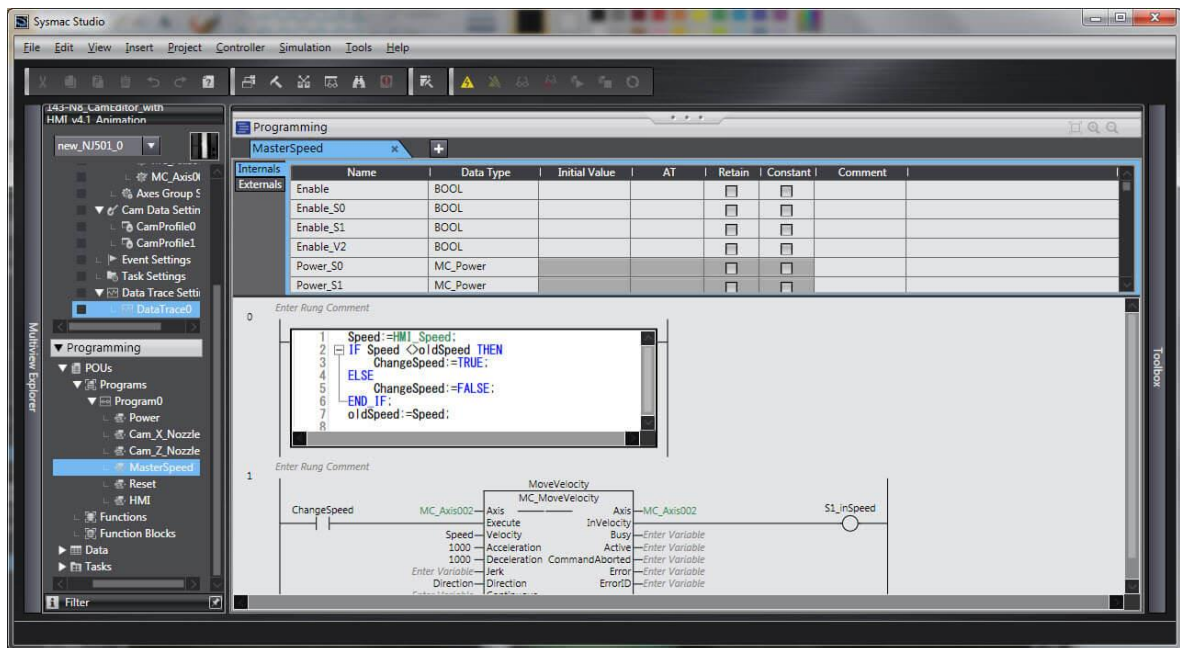 Sysmac Studio
File Edit View Insert Project Controller Simulation Tools Help
143-N8_CamEditor_with
HMI_v4.1_Animation
new_NJ501_0
MC_Axis0(
Axes Group S
Cam Data Settin
CamProfile0
CamProfile1
Event Settings
Task Settings
Data Trace Setti
DataTrace0
Multiview Explorer
Programming
POUs
Programs
Program0
Power
Cam_X_Nozzle
Cam_Z_Nozzle
MasterSpeed
Reset
HMI
Functions
Function Blocks
Data
Tasks
Filter
Programming
MasterSpeed x +
Internals
Externals
Name Data Type Initial Value AT Retain Constant Comment
Enable BOOL
Enable_S0 BOOL
Enable_S1 BOOL
Enable_V2 BOOL
Power_S0 MC_Power
Power_S1 MC_Power
0 Enter Rung Comment
1 Speed:=HMI_Speed;
2 IF Speed <>oldSpeed THEN
3 ChangeSpeed:=TRUE;
4 ELSE
5 ChangeSpeed:=FALSE;
6 END_IF;
7 oldSpeed:=Speed;
8
1 Enter Rung Comment
MoveVelocity
MC_MoveVelocity
ChangeSpeed MC_Axis002 Axis Axis MC_Axis002 S1_inSpeed
Execute InVelocity
Speed Velocity Busy Enter Variable
1000 Acceleration Active Enter Variable
1000 Deceleration CommandAborted Enter Variable
Enter Variable Jerk Error Enter Variable
Direction Direction ErrorID Enter Variable
Toolbox